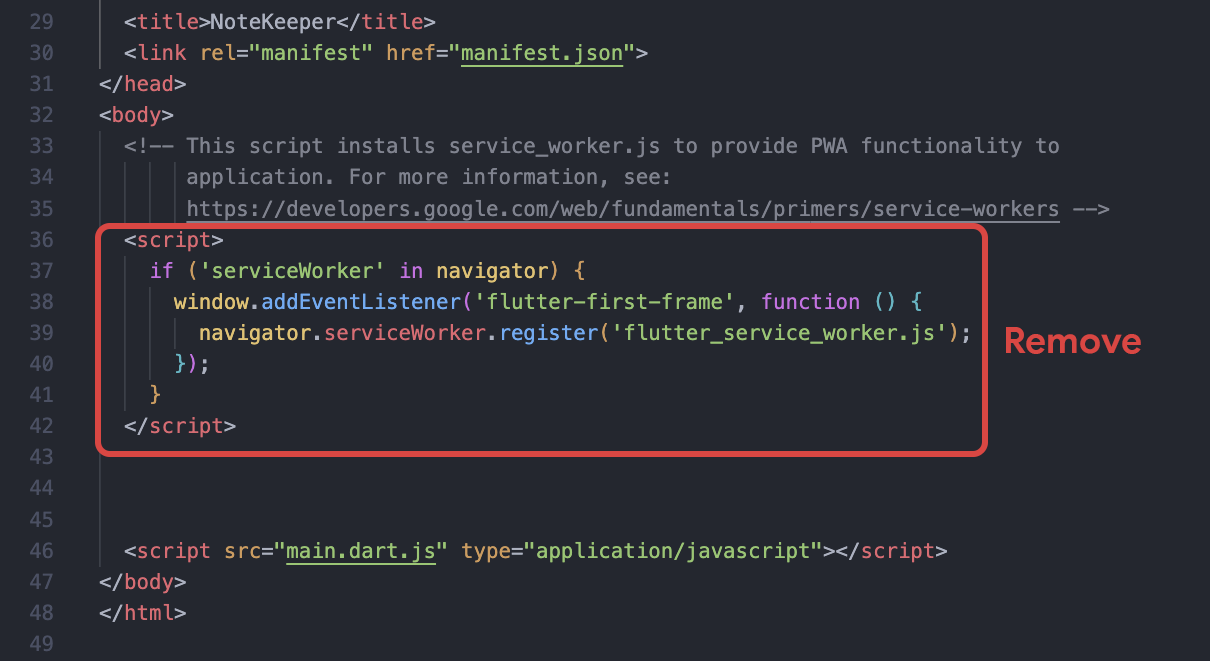 29 <title>NoteKeeper</title>
30 <link rel="manifest" href="manifest.json">
31 </head>
32 <body>
33 <!-- This script installs service_worker.js to provide PWA functionality to
34 application. For more information, see:
35 https://developers.google.com/web/fundamentals/primers/service-workers -->
36 <script>
37 if ('serviceWorker' in navigator) {
38 window.addEventListener('flutter-first-frame', function () {
39 navigator.serviceWorker.register('flutter_service_worker.js');
Remove
40 });
41 }
42 </script>
43
44
45
46 <script src="main.dart.js" type="application/javascript"></script>
47 </body>
48 </html>
49